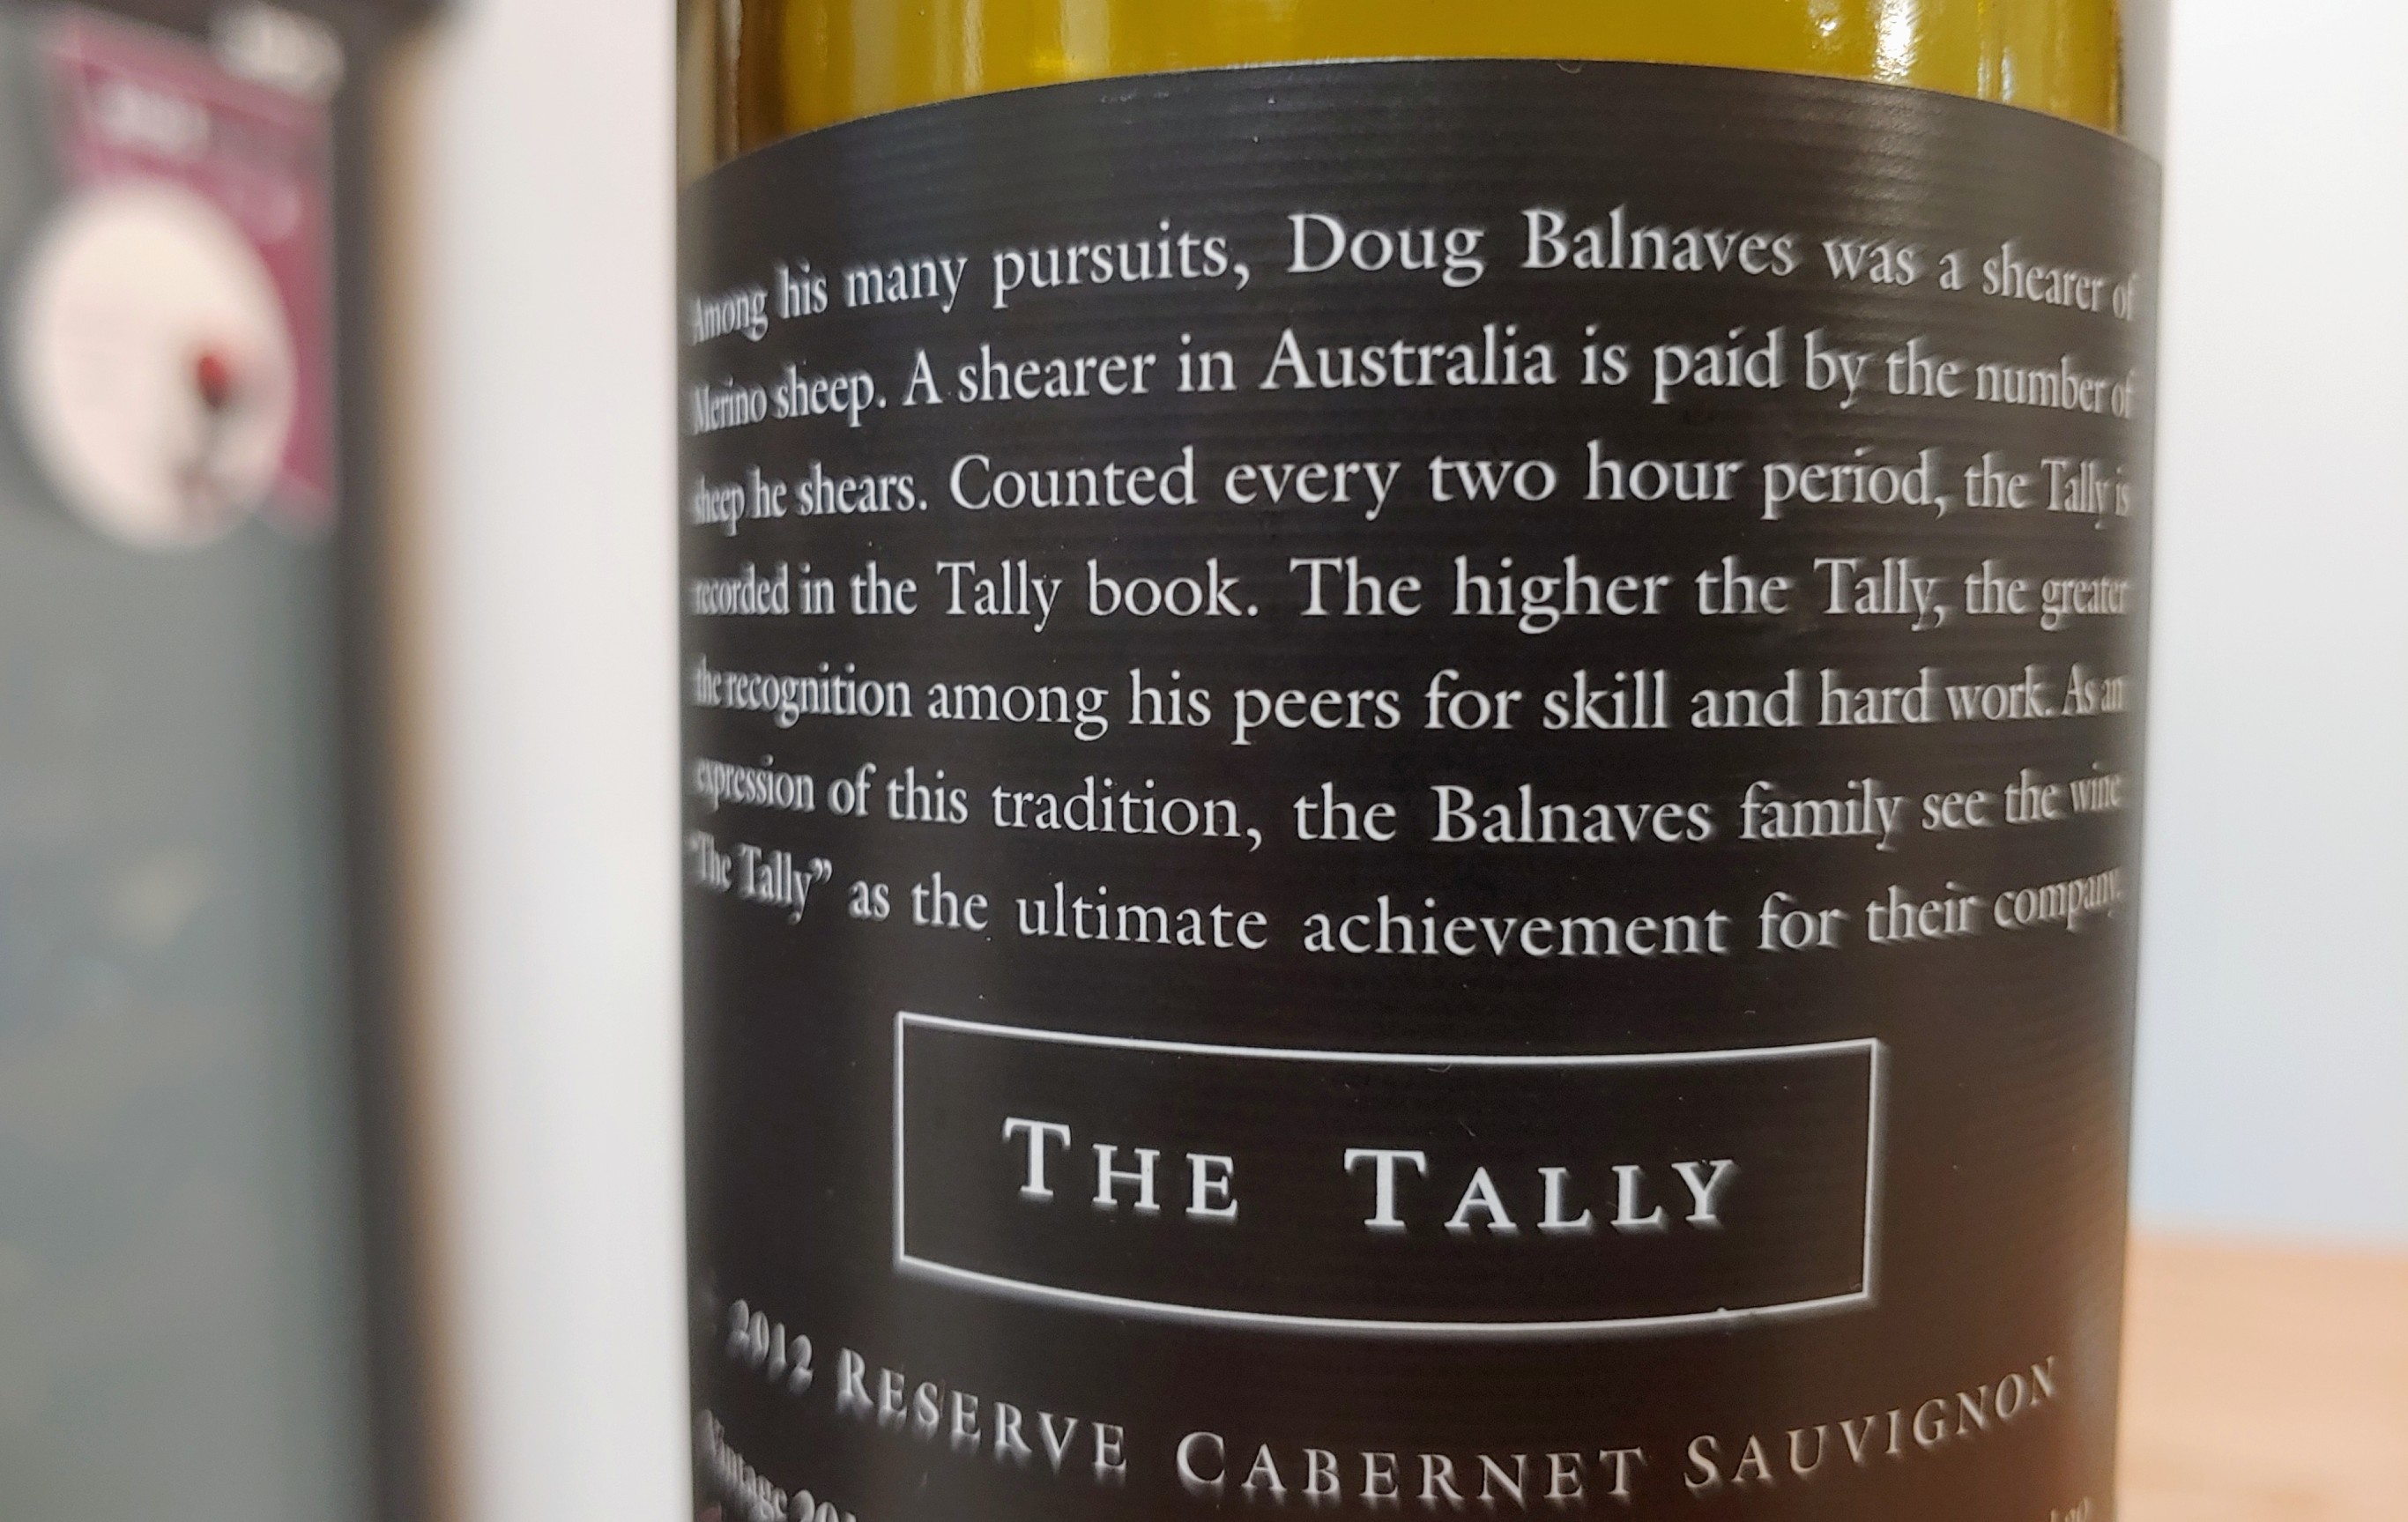 Among his many pursuits, Doug Balnaves was a shearer of
Merino sheep. A shearer in Australia is paid by the number of
sheep he shears. Counted every two hour period, the Tally is
recorded in the Tally book. The higher the Tally, the greater
the recognition among his peers for skill and hard work. As an
expression of this tradition, the Balnaves family see the wine
"The Tally” as the ultimate achievement for their company.
THE TALLY
2012 RESERVE CABERNET SAUVIGNON
Vintage